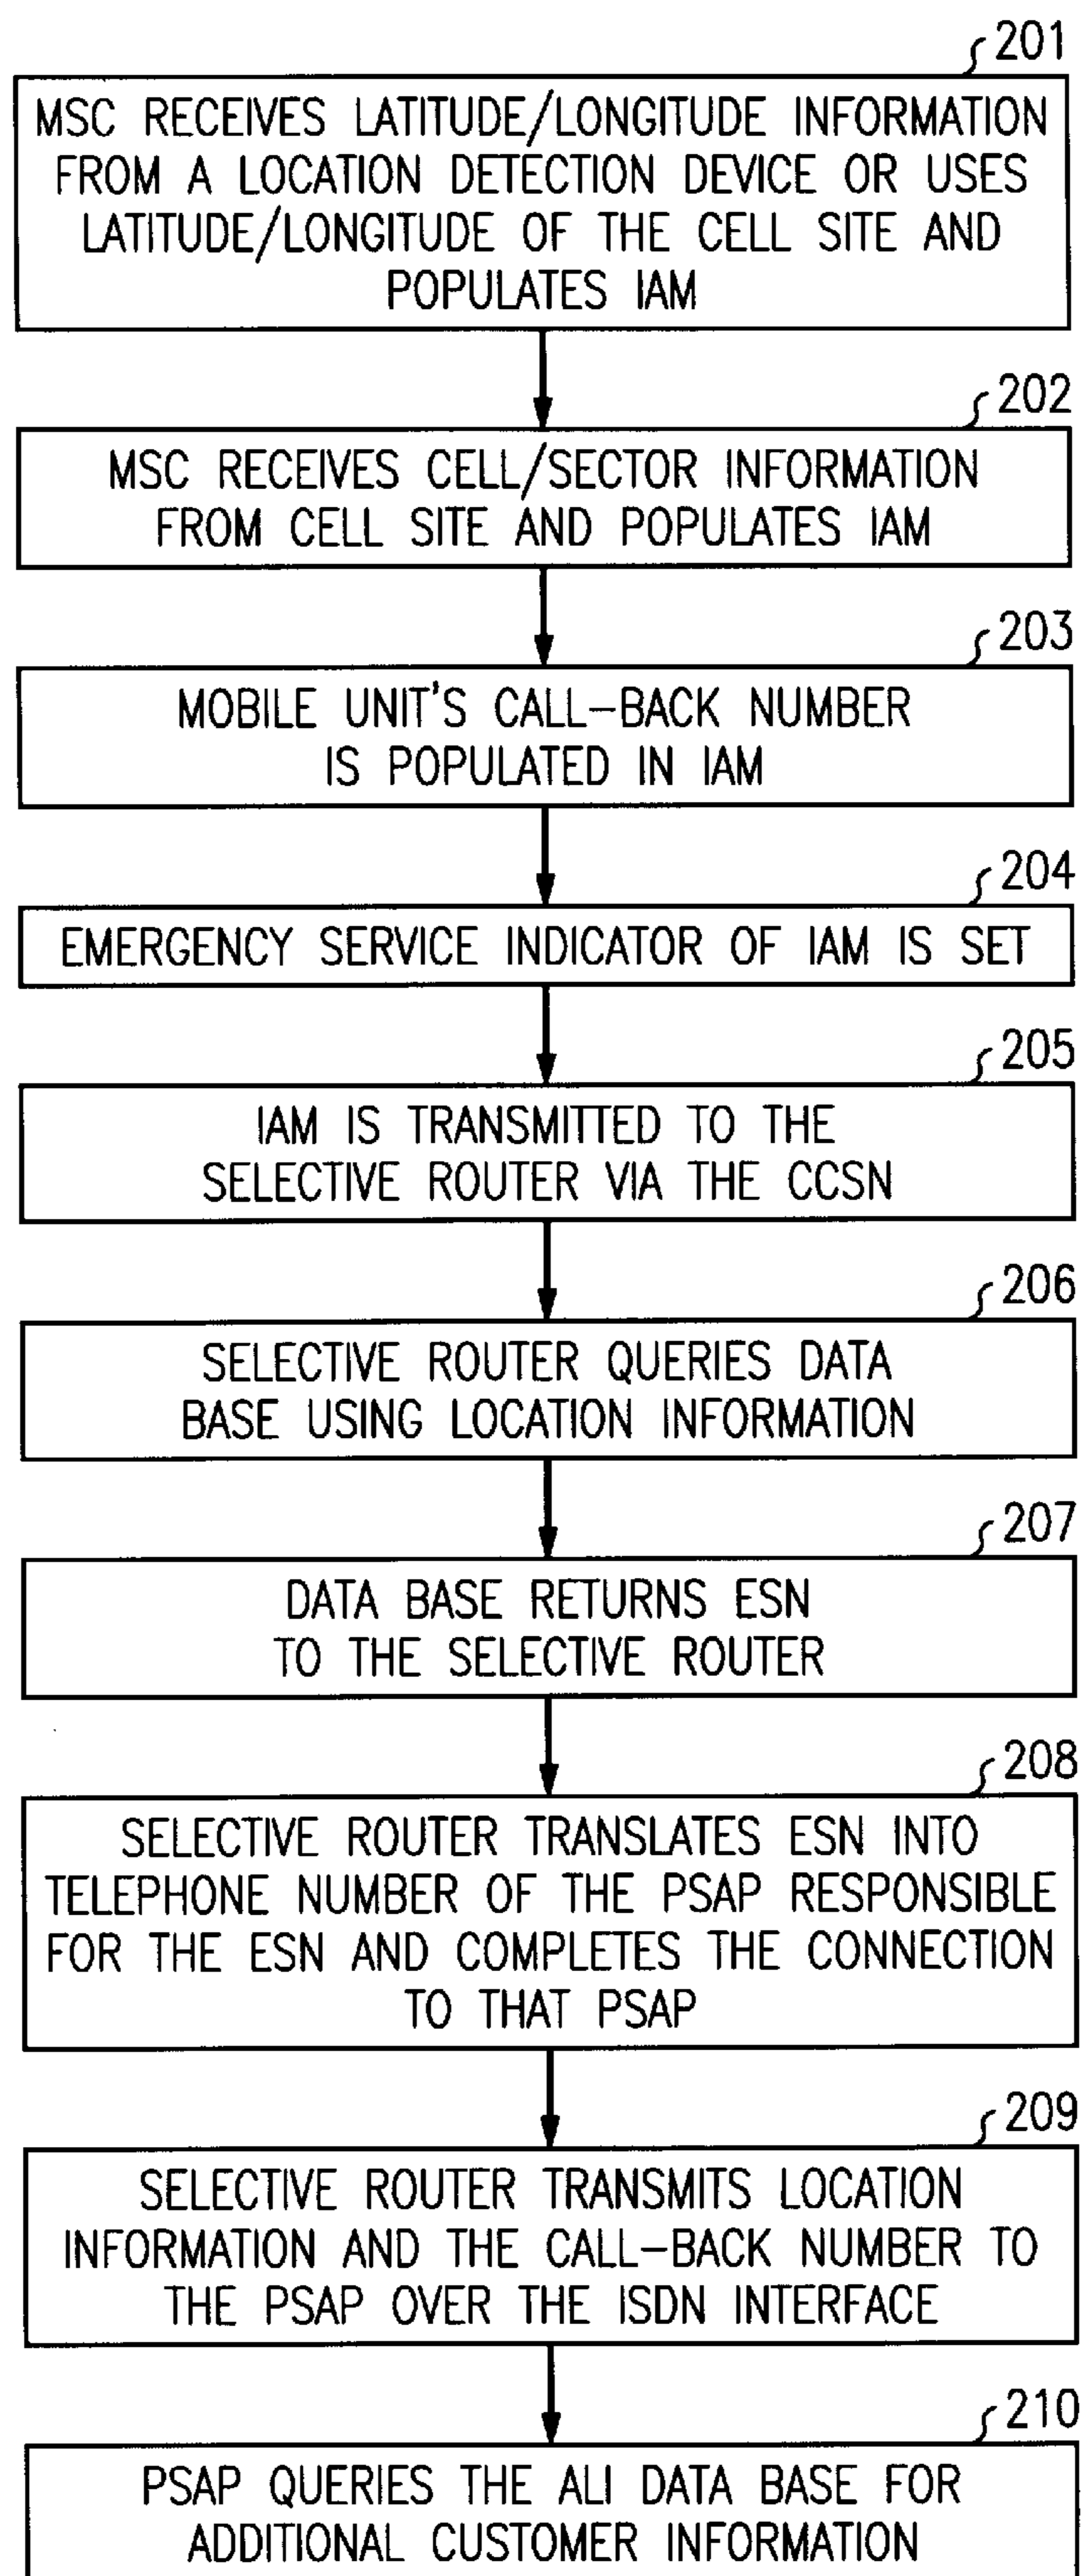 201
MSC RECEIVES LATITUDE/LONGITUDE INFORMATION
FROM A LOCATION DETECTION DEVICE OR USES
LATITUDE/LONGITUDE OF THE CELL SITE AND
POPULATES IAM
202
MSC RECEIVES CELL/SECTOR INFORMATION
FROM CELL SITE AND POPULATES IAM
203
MOBILE UNIT'S CALL-BACK NUMBER
IS POPULATED IN IAM
204
EMERGENCY SERVICE INDICATOR OF IAM IS SET
205
IAM IS TRANSMITTED TO THE
SELECTIVE ROUTER VIA THE CCSN
206
SELECTIVE ROUTER QUERIES DATA
BASE USING LOCATION INFORMATION
207
DATA BASE RETURNS ESN
TO THE SELECTIVE ROUTER
208
SELECTIVE ROUTER TRANSLATES ESN INTO
TELEPHONE NUMBER OF THE PSAP RESPONSIBLE
FOR THE ESN AND COMPLETES THE CONNECTION
TO THAT PSAP
209
SELECTIVE ROUTER TRANSMITS LOCATION
INFORMATION AND THE CALL-BACK NUMBER TO
THE PSAP OVER THE ISDN INTERFACE
210
PSAP QUERIES THE ALI DATA BASE FOR
ADDITIONAL CUSTOMER INFORMATION